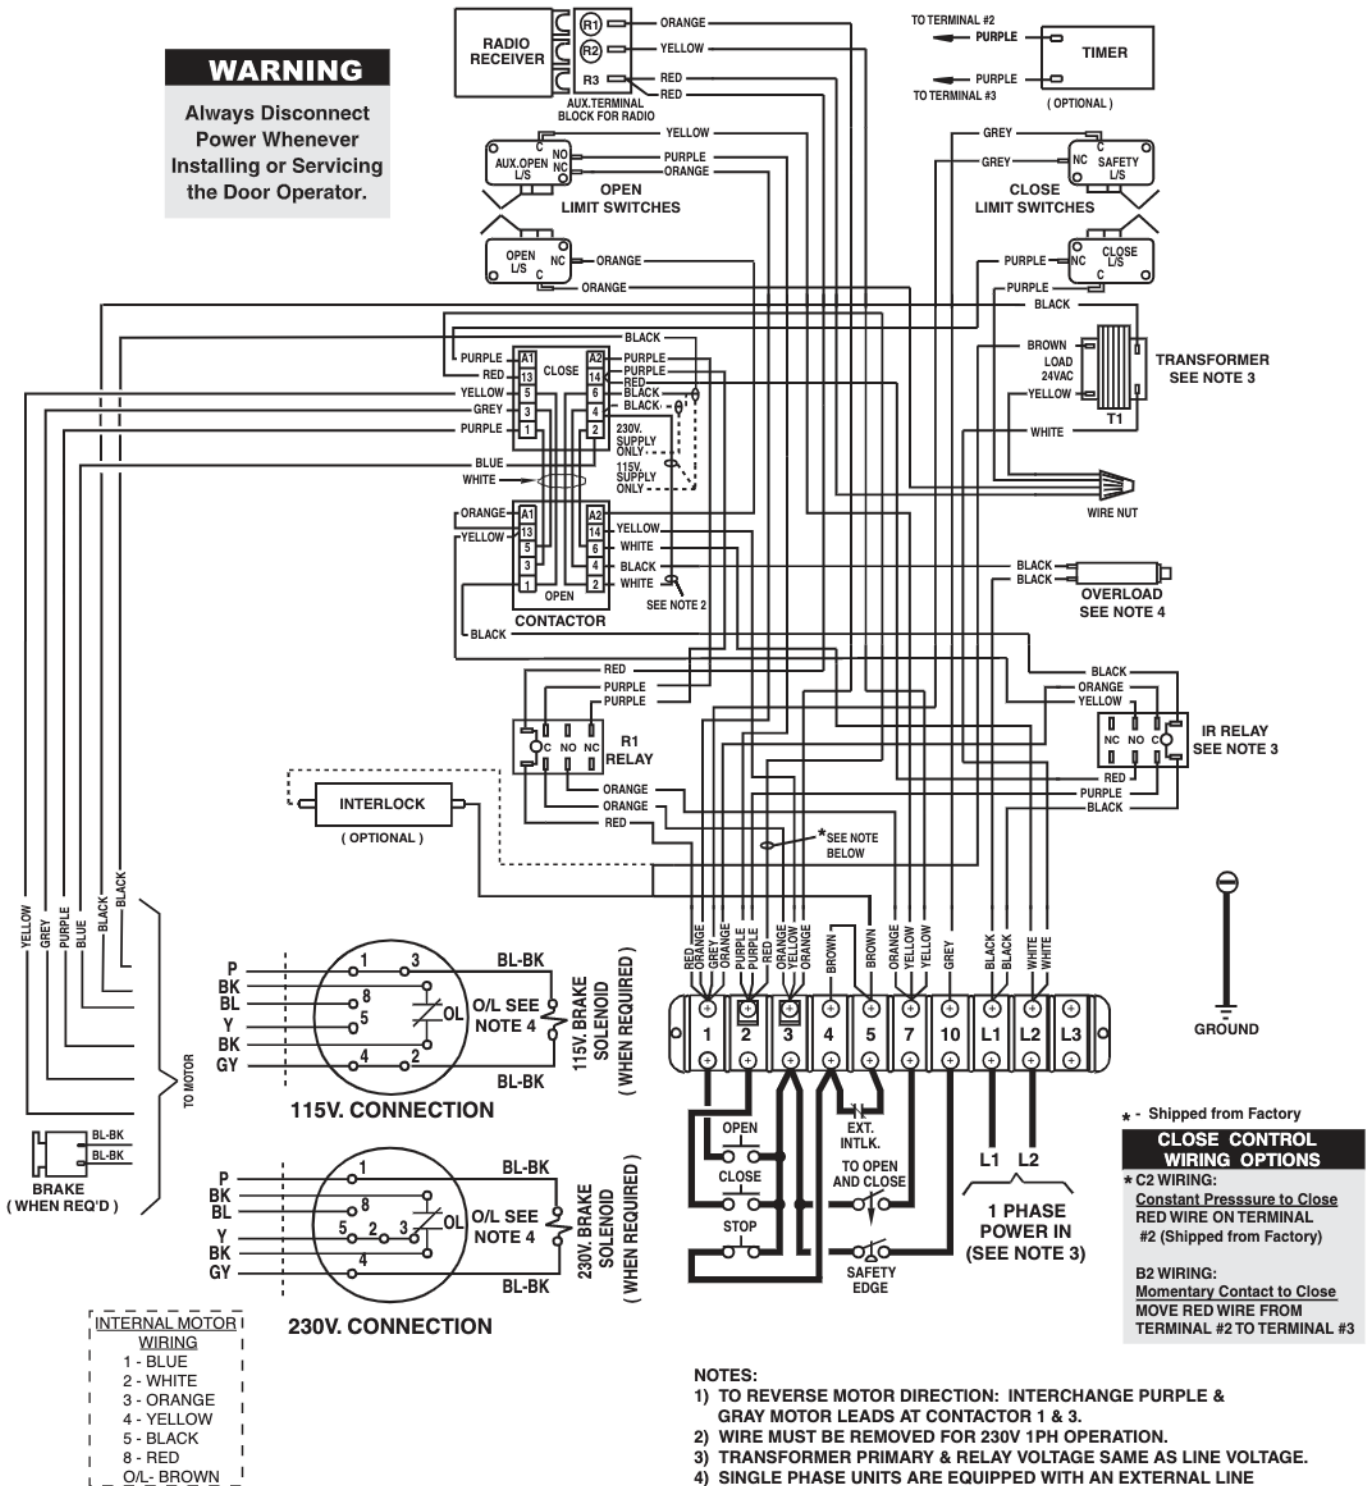 WARNING
Always Disconnect
Power Whenever
Installing or Servicing
the Door Operator.
RADIO
RECEIVER
R1
R2
R3
ORANGE
YELLOW
RED
RED
AUX.TERMINAL
BLOCK FOR RADIO
TO TERMINAL #2
PURPLE
PURPLE
TO TERMINAL #3
TIMER
( OPTIONAL )
C
AUX.OPEN
L/S
NO
NC
YELLOW
PURPLE
ORANGE
OPEN
LIMIT SWITCHES
OPEN
L/S
NC
C
ORANGE
ORANGE
GREY
GREY
C
NC
SAFETY
L/S
CLOSE
LIMIT SWITCHES
PURPLE
NC
CLOSE
L/S
C
PURPLE
BLACK
BROWN
LOAD
24VAC
YELLOW
T1
WHITE
TRANSFORMER
SEE NOTE 3
WIRE NUT
BLACK
PURPLE
RED
YELLOW
GREY
PURPLE
A1
13
5
3
1
CLOSE
A2
14
6
4
2
PURPLE
PURPLE
RED
BLACK
BLACK
230V.
SUPPLY
ONLY
115V.
SUPPLY
ONLY
BLUE
WHITE
ORANGE
YELLOW
A1
13
5
3
1
OPEN
A2
14
6
4
2
YELLOW
WHITE
BLACK
WHITE
SEE NOTE 2
CONTACTOR
BLACK
BLACK
BLACK
OVERLOAD
SEE NOTE 4
RED
PURPLE
PURPLE
C NO NC
R1
RELAY
ORANGE
ORANGE
RED
BLACK
ORANGE
YELLOW
NC NO C
IR RELAY
SEE NOTE 3
RED
PURPLE
BLACK
INTERLOCK
( OPTIONAL )
* SEE NOTE
BELOW
YELLOW
GREY
PURPLE
BLUE
BLACK
BLACK
TO MOTOR
BL-BK
BL-BK
BRAKE
( WHEN REQ'D )
P
BK
BL
Y
BK
GY
1
3
8
5
4
2
OL
BL-BK
O/L SEE
NOTE 4
BL-BK
115V. BRAKE
SOLENOID
( WHEN REQUIRED )
115V. CONNECTION
P
BK
BL
Y
BK
GY
1
8
5
2
3
4
OL
BL-BK
O/L SEE
NOTE 4
BL-BK
230V. BRAKE
SOLENOID
( WHEN REQUIRED )
230V. CONNECTION
INTERNAL MOTOR
WIRING
1 - BLUE
2 - WHITE
3 - ORANGE
4 - YELLOW
5 - BLACK
8 - RED
O/L- BROWN
RED
ORANGE
GREY
ORANGE
PURPLE
PURPLE
RED
ORANGE
YELLOW
ORANGE
BROWN
BROWN
ORANGE
YELLOW
YELLOW
GREY
BLACK
BLACK
WHITE
WHITE
1 2 3 4 5 7 10 L1 L2 L3
OPEN
CLOSE
STOP
EXT.
INTLK.
TO OPEN
AND CLOSE
SAFETY
EDGE
L1 L2
1 PHASE
POWER IN
(SEE NOTE 3)
GROUND
* - Shipped from Factory
CLOSE CONTROL
WIRING OPTIONS
* C2 WIRING:
Constant Presssure to Close
RED WIRE ON TERMINAL
#2 (Shipped from Factory)
B2 WIRING:
Momentary Contact to Close
MOVE RED WIRE FROM
TERMINAL #2 TO TERMINAL #3
NOTES:
1) TO REVERSE MOTOR DIRECTION: INTERCHANGE PURPLE &
GRAY MOTOR LEADS AT CONTACTOR 1 & 3.
2) WIRE MUST BE REMOVED FOR 230V 1PH OPERATION.
3) TRANSFORMER PRIMARY & RELAY VOLTAGE SAME AS LINE VOLTAGE.
4) SINGLE PHASE UNITS ARE EQUIPPED WITH AN EXTERNAL LINE